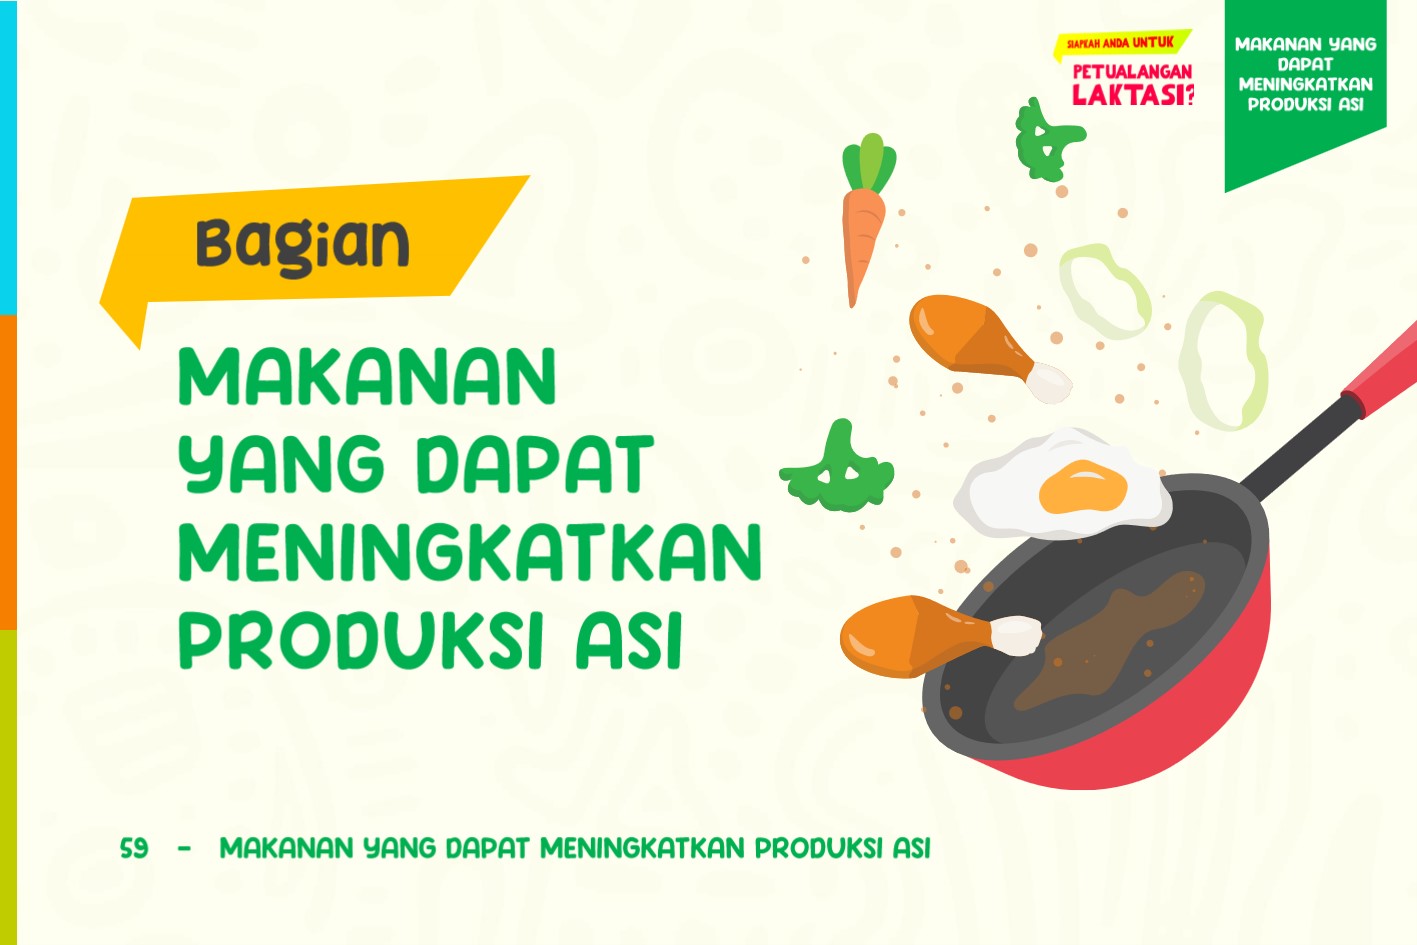 SIAPKAH ANDA UNTUK
PETUALANGAN
LAKTASI?
MAKANAN YANG
DAPAT
MENINGKATKAN
PRODUKSI ASI
Bagian
MAKANAN
YANG DAPAT
MENINGKATKAN
PRODUKSI ASI
59 - MAKANAN YANG DAPAT MENINGKATKAN PRODUKSI ASI